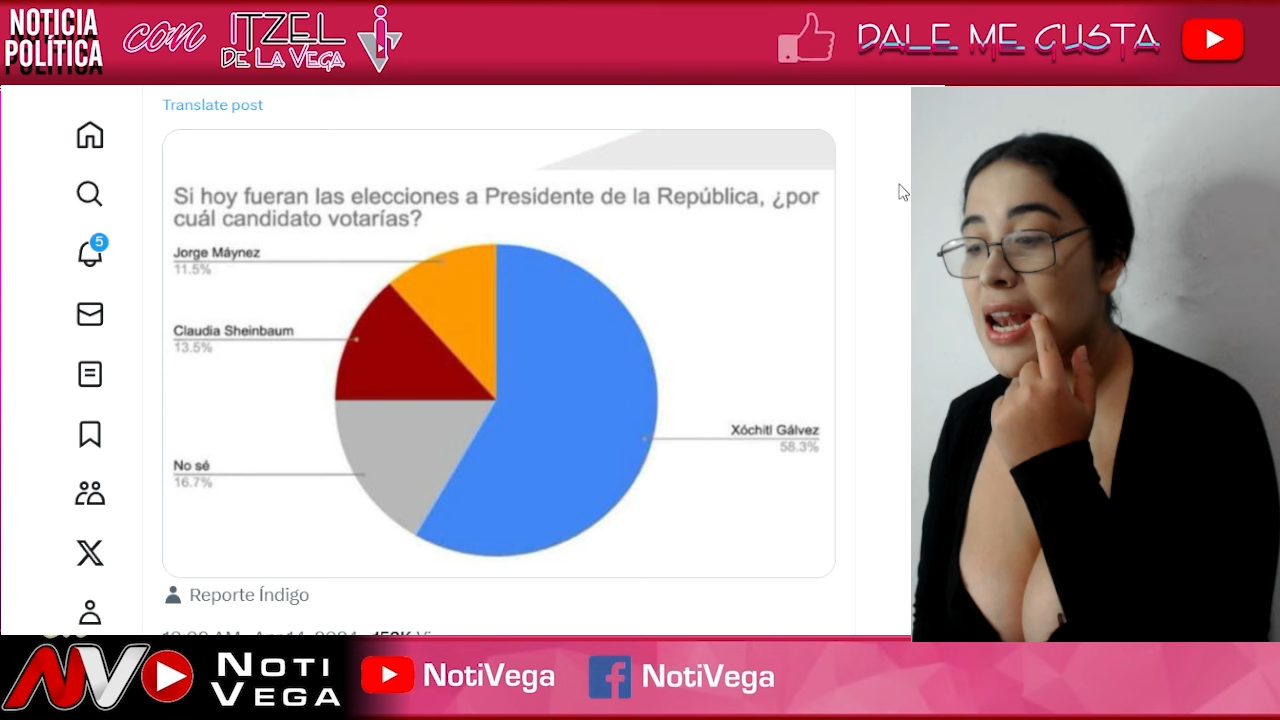 NOTICIA
POLÍTICA
con
ITZEL
DE LA VEGA
DALE ME GUSTA
Translate post
5
Si hoy fueran las elecciones a Presidente de la República, ¿por
cuál candidato votarías?
Jorge Máynez
11.5%
Claudia Sheinbaum
13.5%
Xóchitl Gálvez
58.3%
No sé
16.7%
Reporte Índigo
NOTI
VEGA
NotiVega
NotiVega